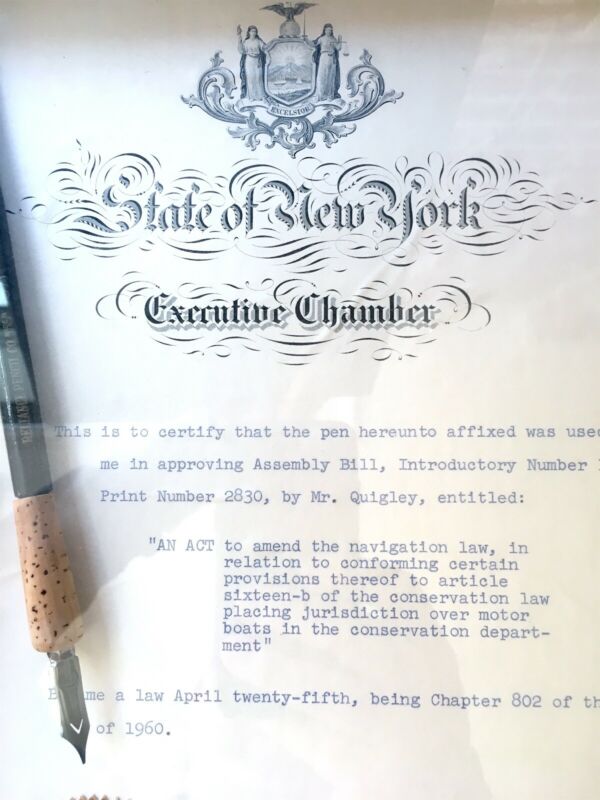 EXCELSIOR
State of New York
Executive Chamber
This is to certify that the pen hereunto affixed was used
me in approving Assembly Bill, Introductory Number
Print Number 2830, by Mr. Quigley, entitled:
"AN ACT to amend the navigation law, in
relation to conforming certain
provisions thereof to article
sixteen-b of the conservation law
placing jurisdiction over motor
boats in the conservation depart-
ment"
me a law April twenty-fifth, being Chapter 802 of th
of 1960.